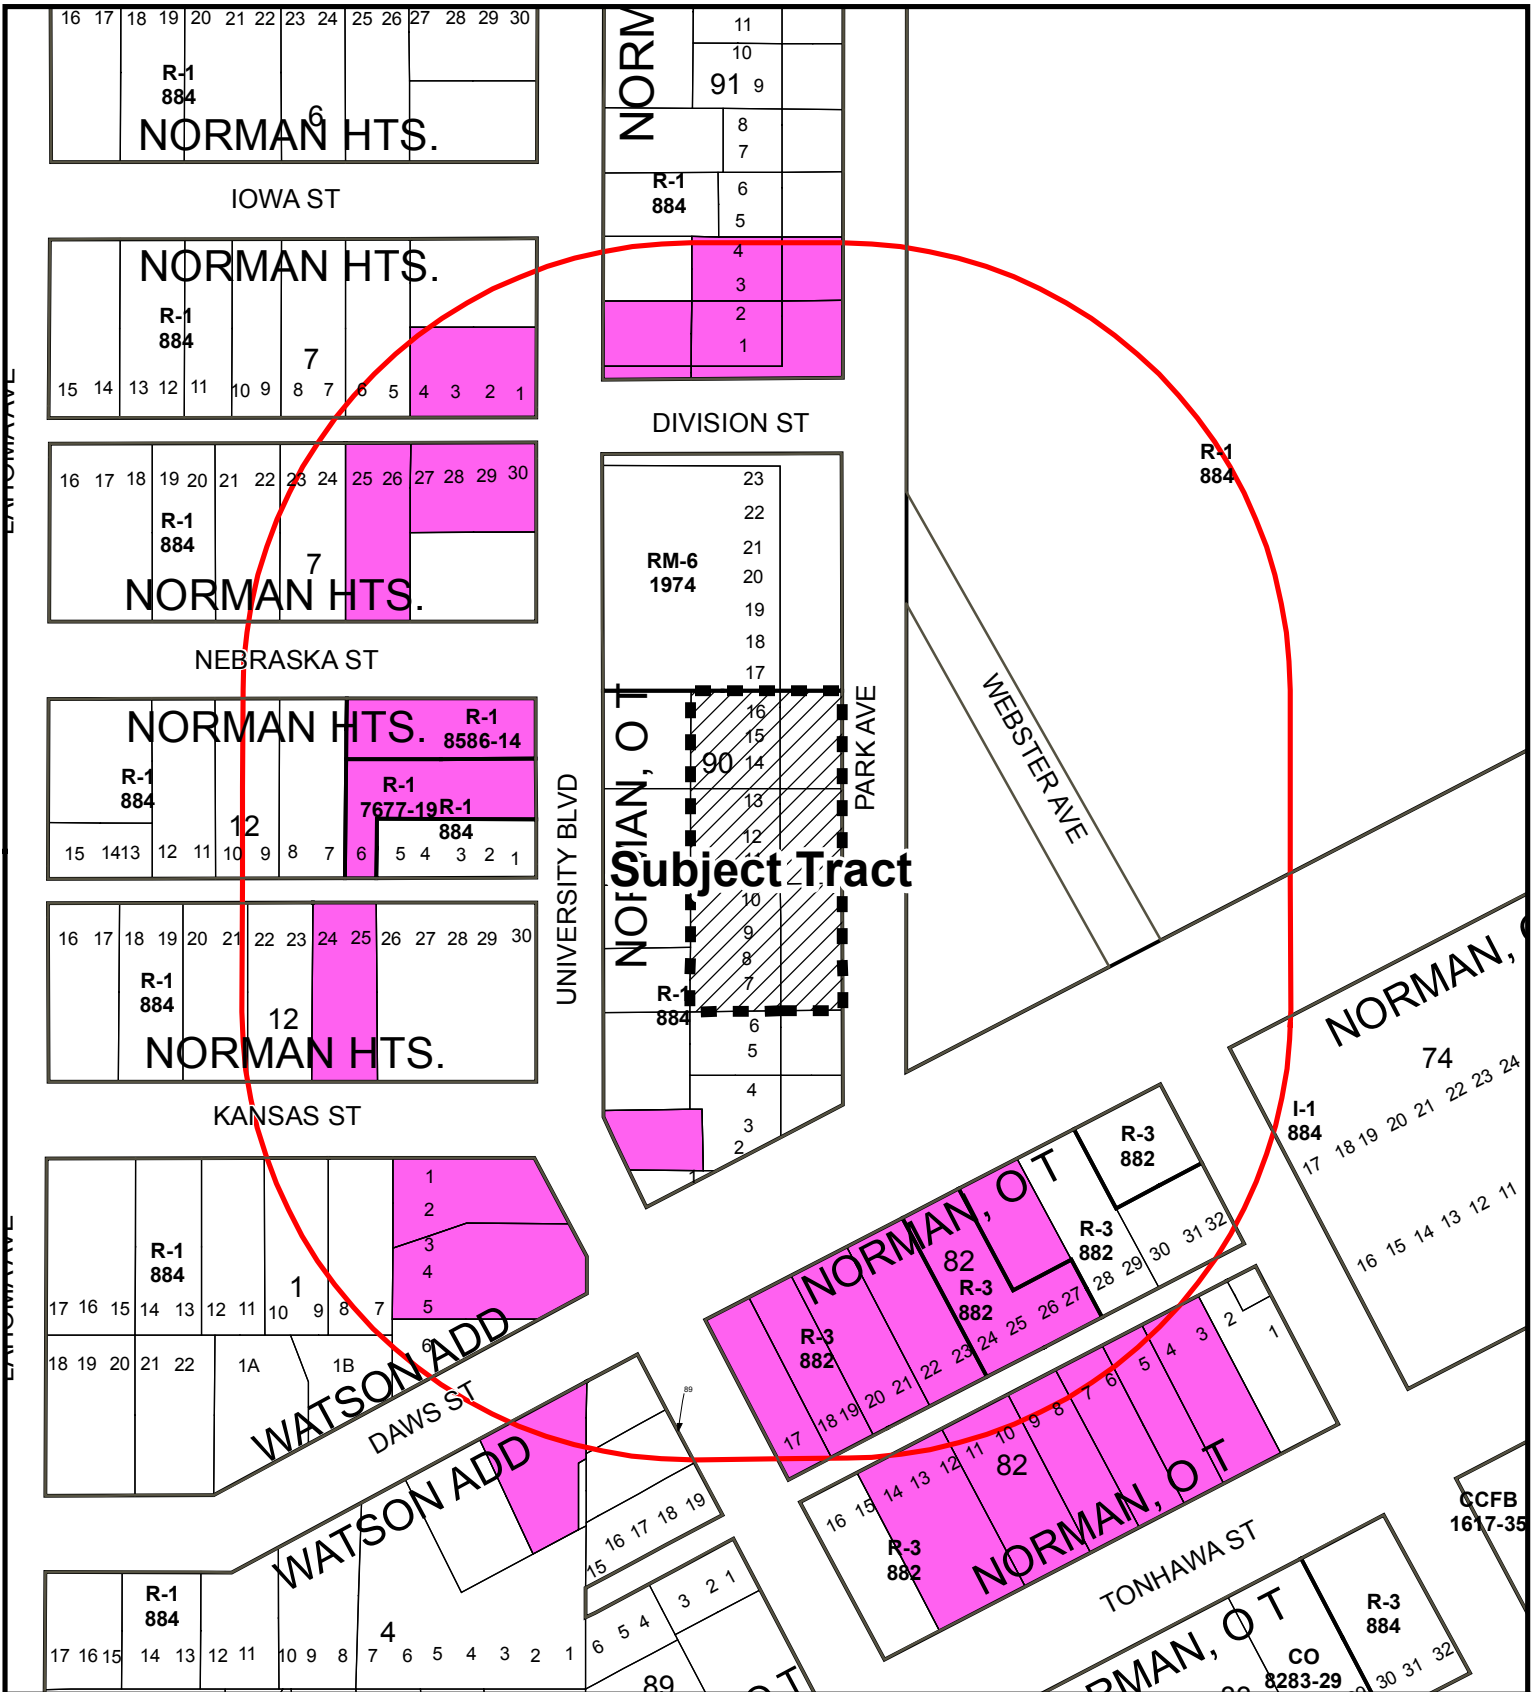 16 17 18 19 20 21 22 23 24 25 26 27 28 29 30
R-1
884
6
NORMAN HTS.
IOWA ST
NORM
11
10
91 9
8
7
R-1
884
6
5
4
3
2
1
NORMAN HTS.
R-1
884
7
15 14 13 12 11 10 9 8 7 6 5 4 3 2 1
DIVISION ST
R-1
884
16 17 18 19 20 21 22 23 24 25 26 27 28 29 30
R-1
884
7
NORMAN HTS.
NEBRASKA ST
23
22
21
20
19
18
17
RM-6
1974
NORMAN HTS.
R-1
8586-14
R-1
7677-19
R-1
884
R-1
884
12
15 14 13 12 11 10 9 8 7 6 5 4 3 2 1
UNIVERSITY BLVD
NORMAN, O T
16
15
90 14
13
12
Subject Tract
10
9
8
7
R-1
884
6
5
4
3
2
1
PARK AVE
WEBSTER AVE
16 17 18 19 20 21 22 23 24 25 26 27 28 29 30
R-1
884
12
NORMAN HTS.
KANSAS ST
NORMAN,
74
I-1
884
17 18 19 20 21 22 23 24
16 15 14 13 12 11
1
2
3
4
5
6
R-1
884
1
17 16 15 14 13 12 11 10 9 8 7
18 19 20 21 22 1A 1B
WATSON ADD
DAWS ST
WATSON ADD
89
NORMAN, O T
82
R-3
882
R-3
882
R-3
882
R-3
882
17 18 19 20 21 22 23 24 25 26 27 28 29 30 31 32
16 15 14 13 12 11 10 9 8 7 6 5 4 3 2 1
82
R-3
882
NORMAN, O T
TONHAWA ST
CCFB
1617-35
R-1
884
4
17 16 15 14 13 12 11 10 9 8 7 6 5 4 3 2 1
15 16 17 18 19
6 5 4 3 2 1
89
O T
RMAN, O T
CO
8283-29
R-3
884
30 31 32